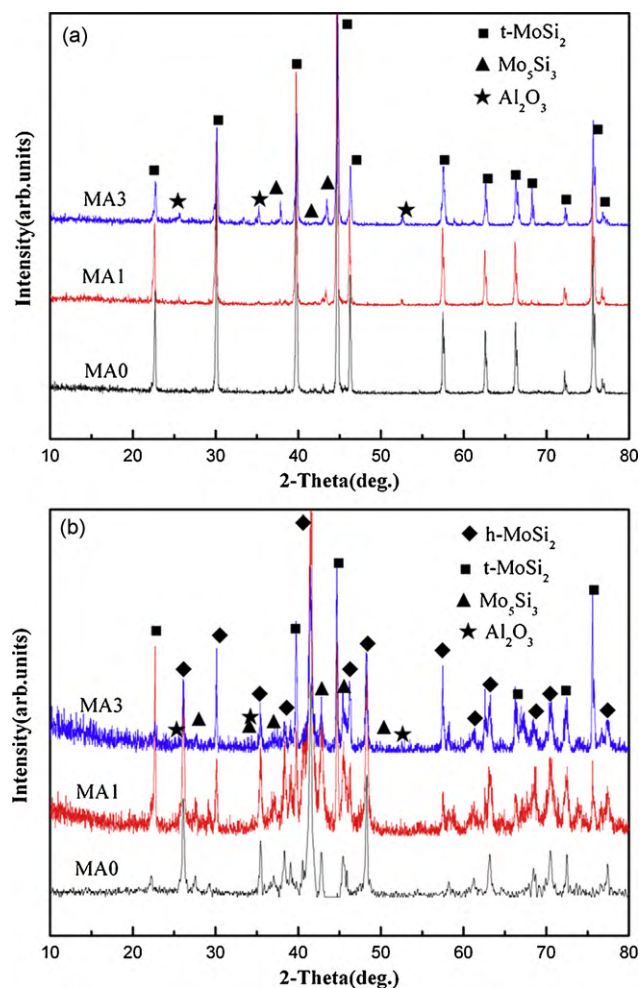 (a)
t-MoSi₂
Mo₅Si₃
Al₂O₃
MA3
MA1
MA0
Intensity(arb.units)
10 20 30 40 50 60 70 80
2-Theta(deg.)
(b)
h-MoSi₂
t-MoSi₂
Mo₅Si₃
Al₂O₃
MA3
MA1
MA0
Intensity(arb.units)
10 20 30 40 50 60 70 80
2-Theta(deg.)